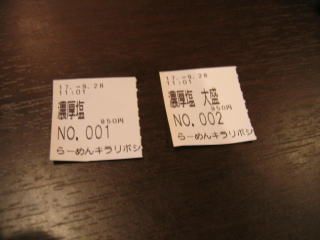 17.-9.28
11:01
濃厚塩
850円
NO.001
らーめんキラリボシ
17.-9.28
11:01
濃厚塩 大盛
950円
NO.002
らーめんキラリボシ